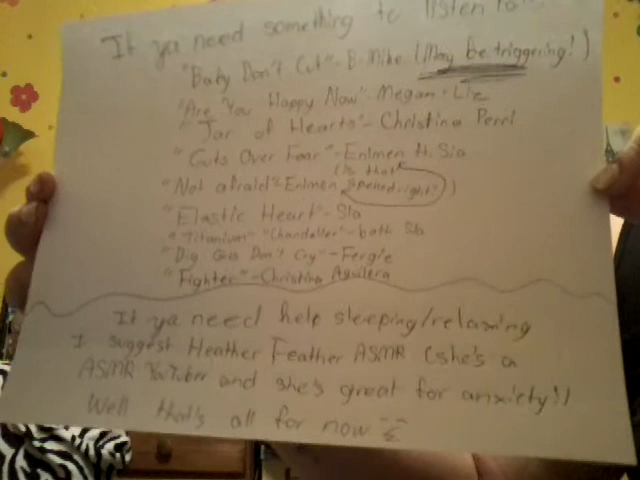 If ya need something to listen to...
"Baby Don't Cut" - B-Mike (May be triggering!)
"Are You Happy Now" - Megan + Liz
"Jar of Hearts" - Christina Perri
"Guts Over Fear" - Enimen ft. Sia
"Not afraid" Enimen (is that spelled right?))
"Elastic Heart" - Sia
"Titanium" "Chandelier" - both Sia
"Big Girls Don't Cry" - Fergie
"Fighter" - Christina Aguilera
If ya need help sleeping/relaxing
I suggest Heather Feather ASMR (she's a
ASMR YouTuber and she's great for anxiety!)
Well that's all for now